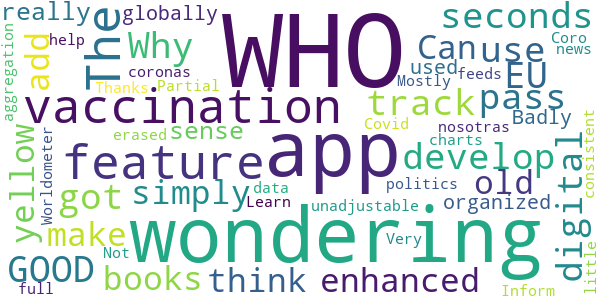 really globally WHO seconds
The Why Can use Coro
help news
aggregation add coronas Mostly used feeds EU
Thanks Partial pass
vaccination track Badly
yellow Worldometer erased sense Covid nosotras
feature app charts develop consistent
got simply data politics old digital
Learn unadjustable organized
make Not wondering Very
GOOD books think enhanced little
full Inform